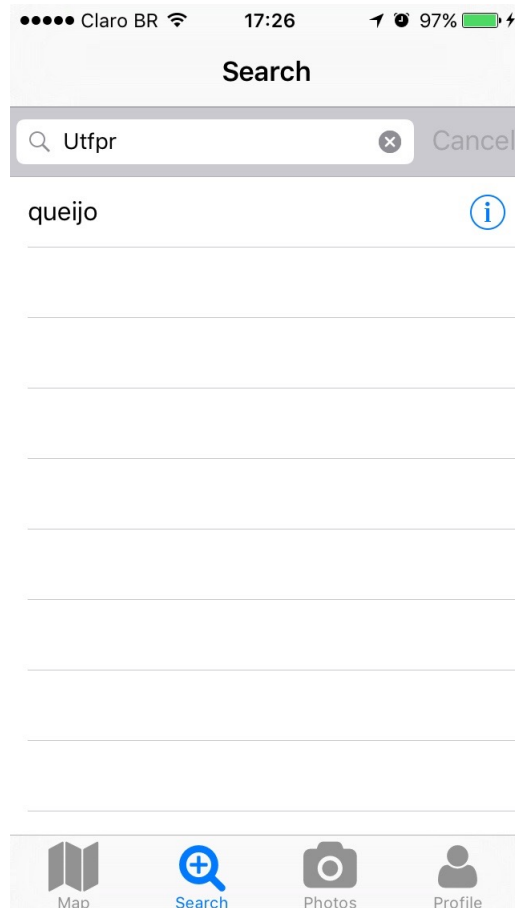 Claro BR 17:26 97%
Search
Utfpr Cancel
queijo i
Map Search Photos Profile